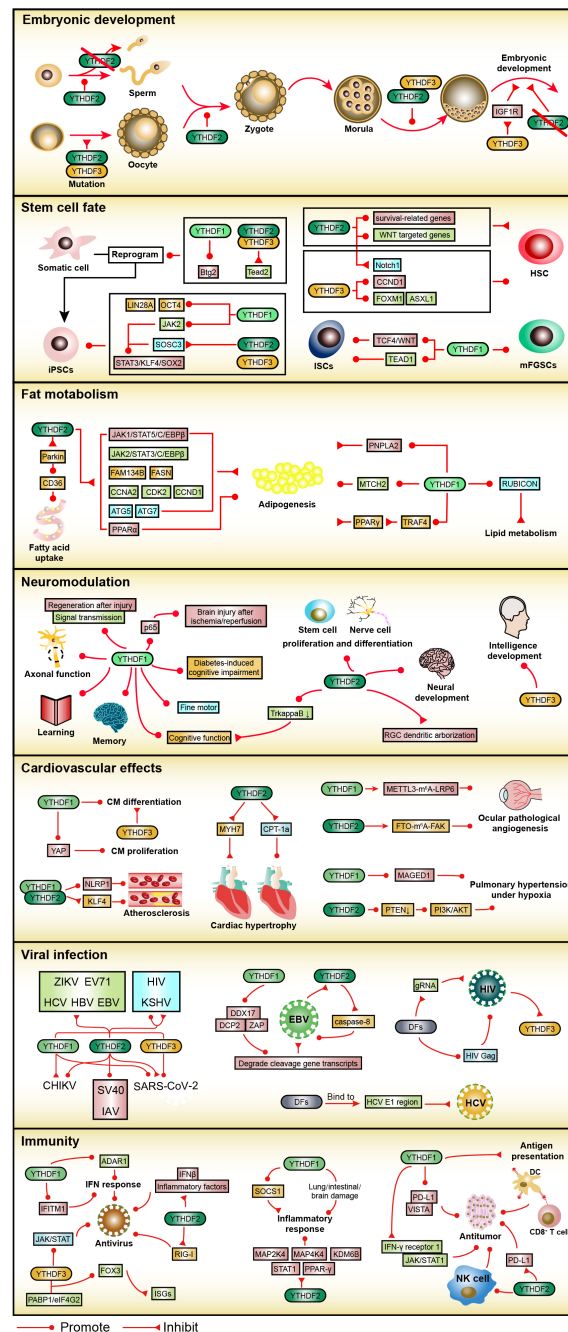 Embryonic development
YTHDF2
YTHDF2
Sperm
YTHDF2
Zygote
YTHDF3
YTHDF2
Morula
Embryonic
development
IGF1R
YTHDF2
YTHDF3
Oocyte
YTHDF2
YTHDF3
Mutation
Stem cell fate
Somatic cell
Reprogram
YTHDF1
YTHDF2
YTHDF3
Btg2
Tead2
YTHDF2
survival-related genes
WNT targeted genes
Notch1
YTHDF3
CCND1
FOXM1
ASXL1
HSC
iPSCs
LIN28A
OCT4
YTHDF1
JAK2
SOSC3
YTHDF2
STAT3/KLF4/SOX2
YTHDF3
ISCs
TCF4/WNT
TEAD1
YTHDF1
mFGSCs
Fat motabolism
YTHDF2
Parkin
CD36
Fatty acid
uptake
JAK1/STAT5/C/EBPβ
JAK2/STAT3/C/EBPβ
FAM134B
FASN
CCNA2
CDK2
CCND1
ATG5
ATG7
PPARα
Adipogenesis
PNPLA2
MTCH2
YTHDF1
RUBICON
PPARγ
TRAF4
Lipid metabolism
Neuromodulation
Regeneration after injury
Signal transmission
p65
Brain injury after
ischemia/reperfusion
Axonal function
YTHDF1
Diabetes-induced
cognitive impairment
Learning
Memory
Fine motor
Cognitive function
Stem cell
Nerve cell
proliferation and differentiation
YTHDF2
Neural
development
TrkappaB ↓
RGC dendritic arborization
Intelligence
development
YTHDF3
Cardiovascular effects
YTHDF1
CM differentiation
YTHDF3
YAP
CM proliferation
YTHDF1
YTHDF2
NLRP1
KLF4
Atherosclerosis
YTHDF2
MYH7
CPT-1a
Cardiac hypertrophy
YTHDF1
METTL3-m⁶A-LRP6
YTHDF2
FTO-m⁶A-FAK
Ocular pathological
angiogenesis
YTHDF1
MAGED1
YTHDF2
PTEN↓
PI3K/AKT
Pulmonary hypertension
under hypoxia
Viral infection
ZIKV EV71
HCV HBV EBV
HIV
KSHV
YTHDF1
YTHDF2
YTHDF3
CHIKV
SARS-CoV-2
SV40
IAV
YTHDF1
YTHDF2
DDX17
DCP2
ZAP
EBV
caspase-8
Degrade cleavage gene transcripts
gRNA
HIV
DFs
YTHDF3
HIV Gag
DFs
Bind to
HCV E1 region
HCV
Immunity
ADAR1
YTHDF1
IFN response
IFITM1
IFNβ
Inflammatory factors
JAK/STAT
Antivirus
YTHDF2
RIG-I
YTHDF3
FOX3
PABP1/eIF4G2
ISGs
YTHDF1
SOCS1
Lung/intestinal/
brain damage
Inflammatory
response
MAP2K4
MAP4K4
KDM6B
STAT1
PPAR-γ
YTHDF2
YTHDF1
Antigen
presentation
DC
PD-L1
VISTA
CD8⁺ T cell
IFN-γ receptor 1
JAK/STAT1
Antitumor
PD-L1
NK cell
YTHDF2
Promote
Inhibit